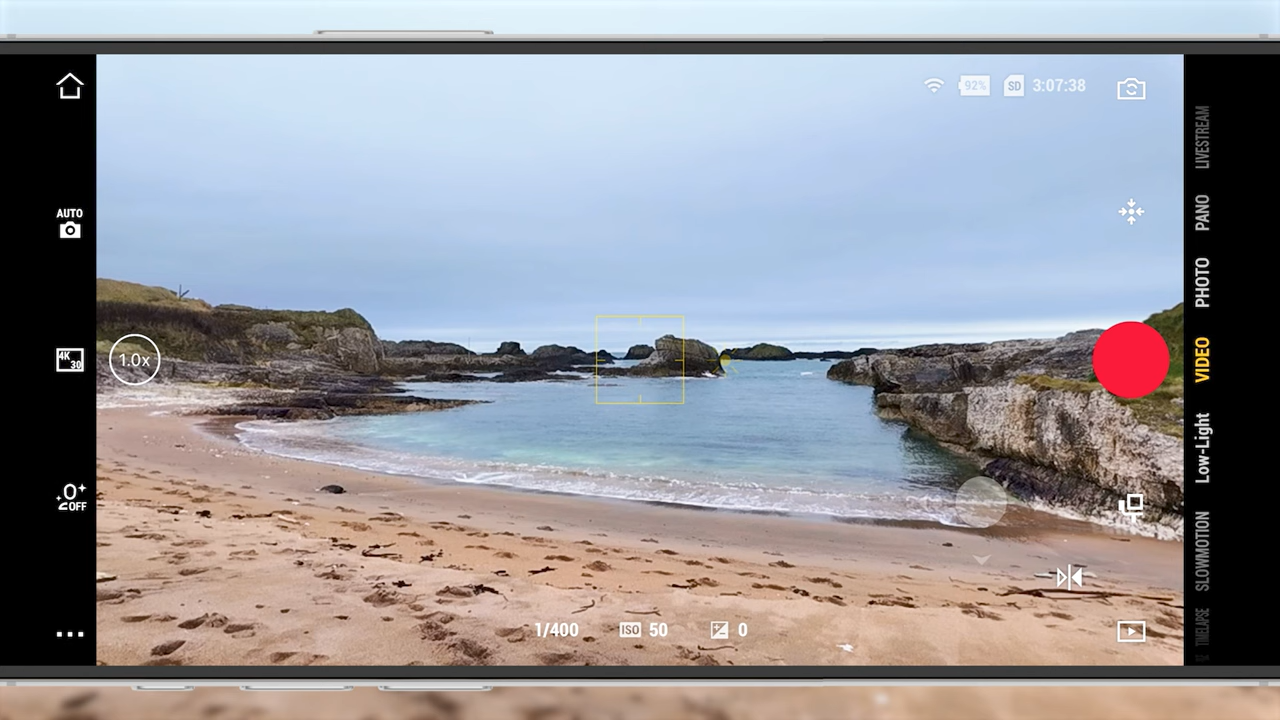 92%
SD
3:07:38
AUTO
4K
30
1.0x
OFF
1/400
ISO 50
0
LIVESTREAM
PANO
PHOTO
VIDEO
Low-Light
SLOWMOTION
TIMELAPSE